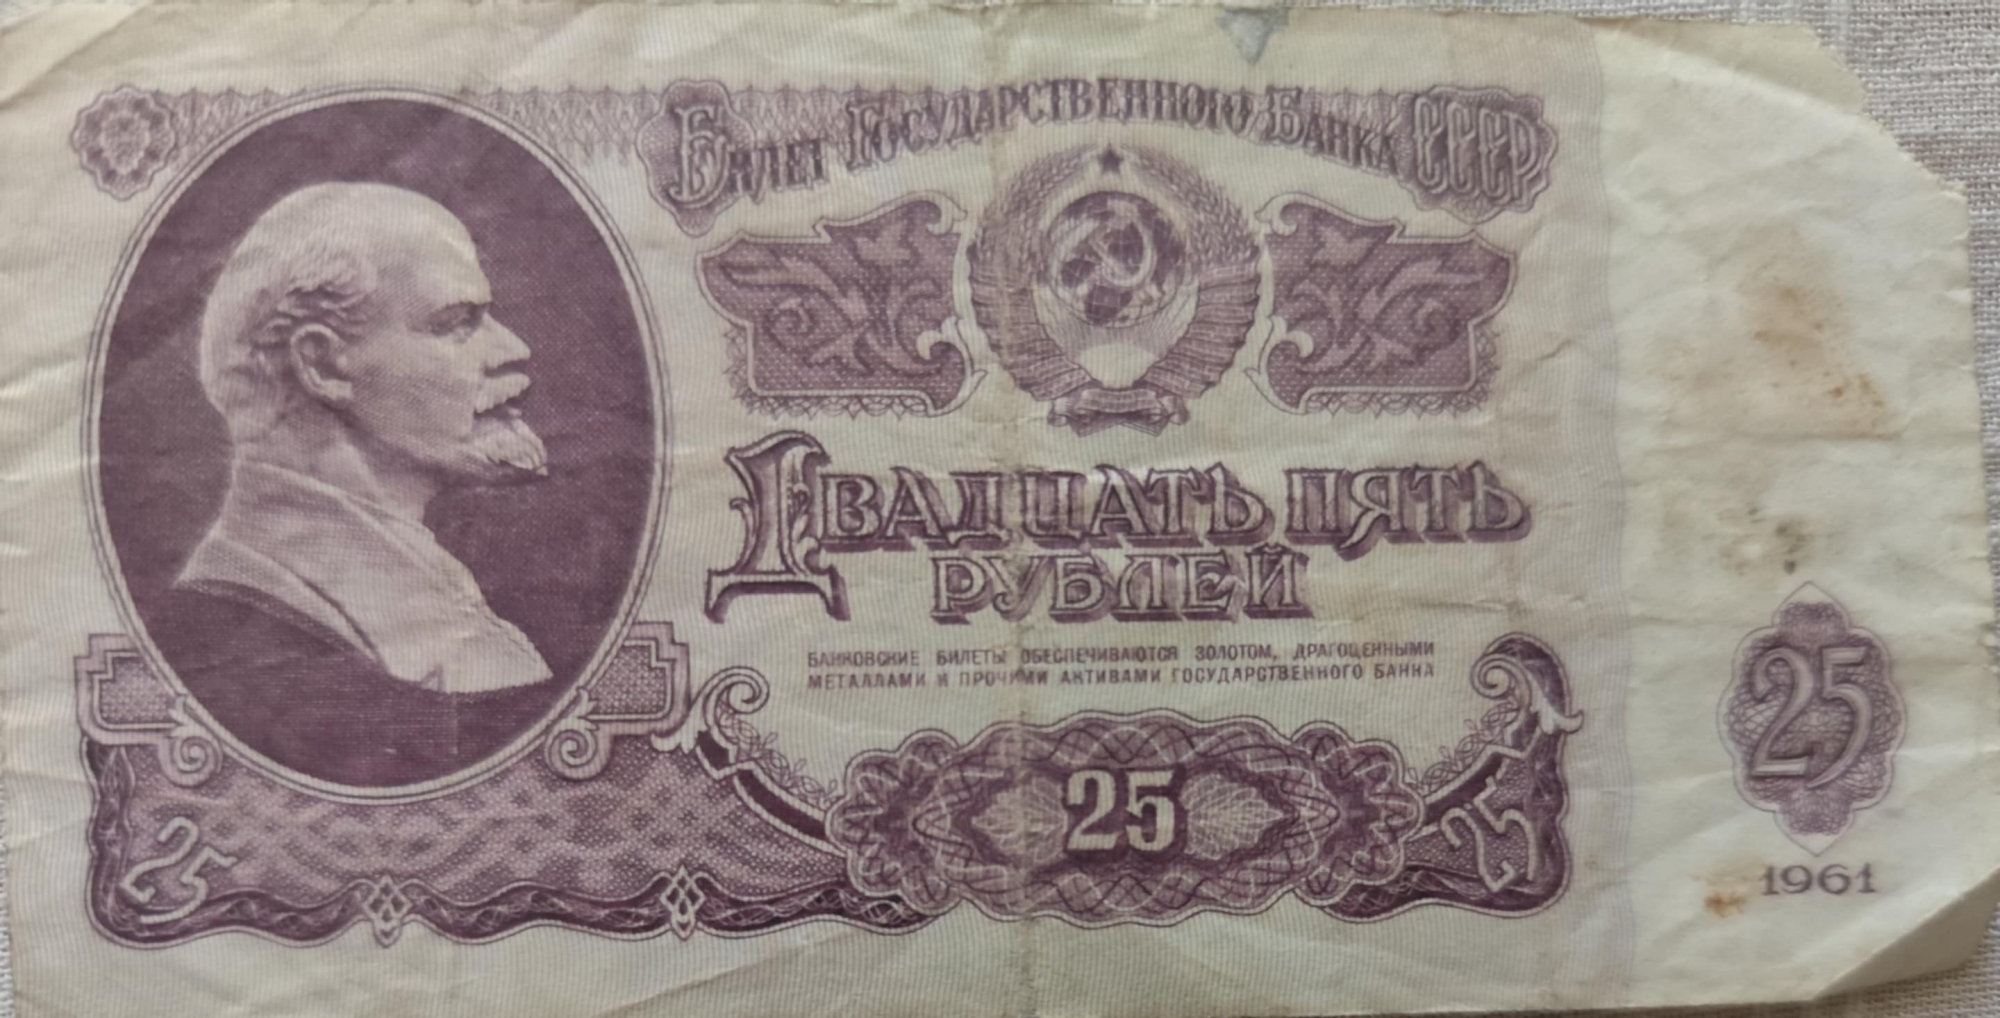 Билет Государственного Банка СССР
Двадцать пять
рублей
БАНКОВСКИЕ БИЛЕТЫ ОБЕСПЕЧИВАЮТСЯ ЗОЛОТОМ, ДРАГОЦЕННЫМИ
МЕТАЛЛАМИ И ПРОЧИМИ АКТИВАМИ ГОСУДАРСТВЕННОГО БАНКА
25
25
25
25
1961